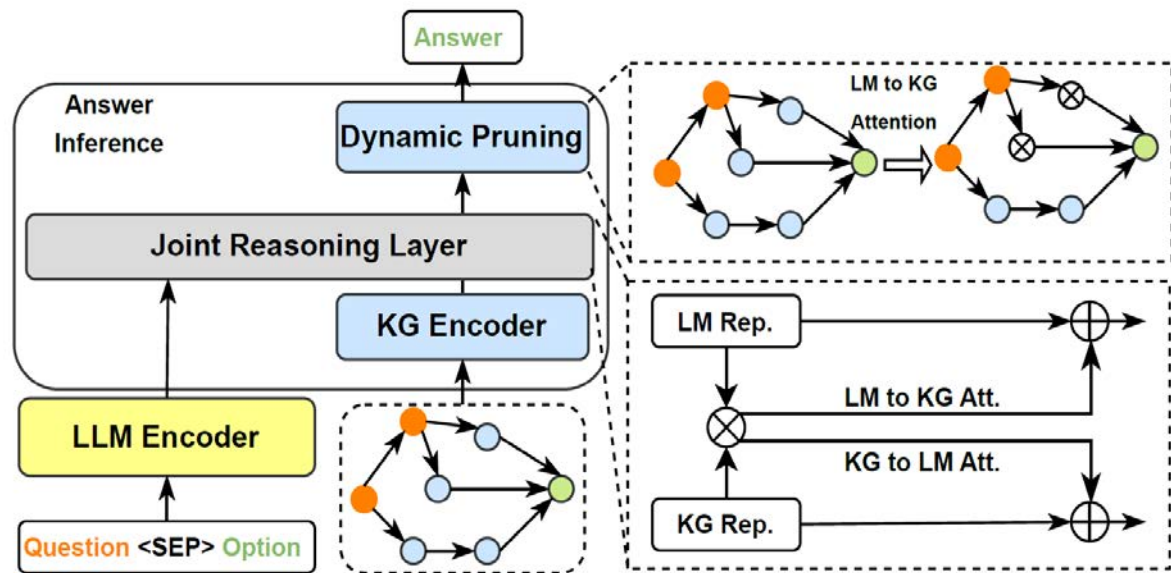 Answer
Answer
Inference
Dynamic Pruning
Joint Reasoning Layer
KG Encoder
LLM Encoder
Question <SEP> Option
LM to KG
Attention
LM Rep.
LM to KG Att.
KG to LM Att.
KG Rep.